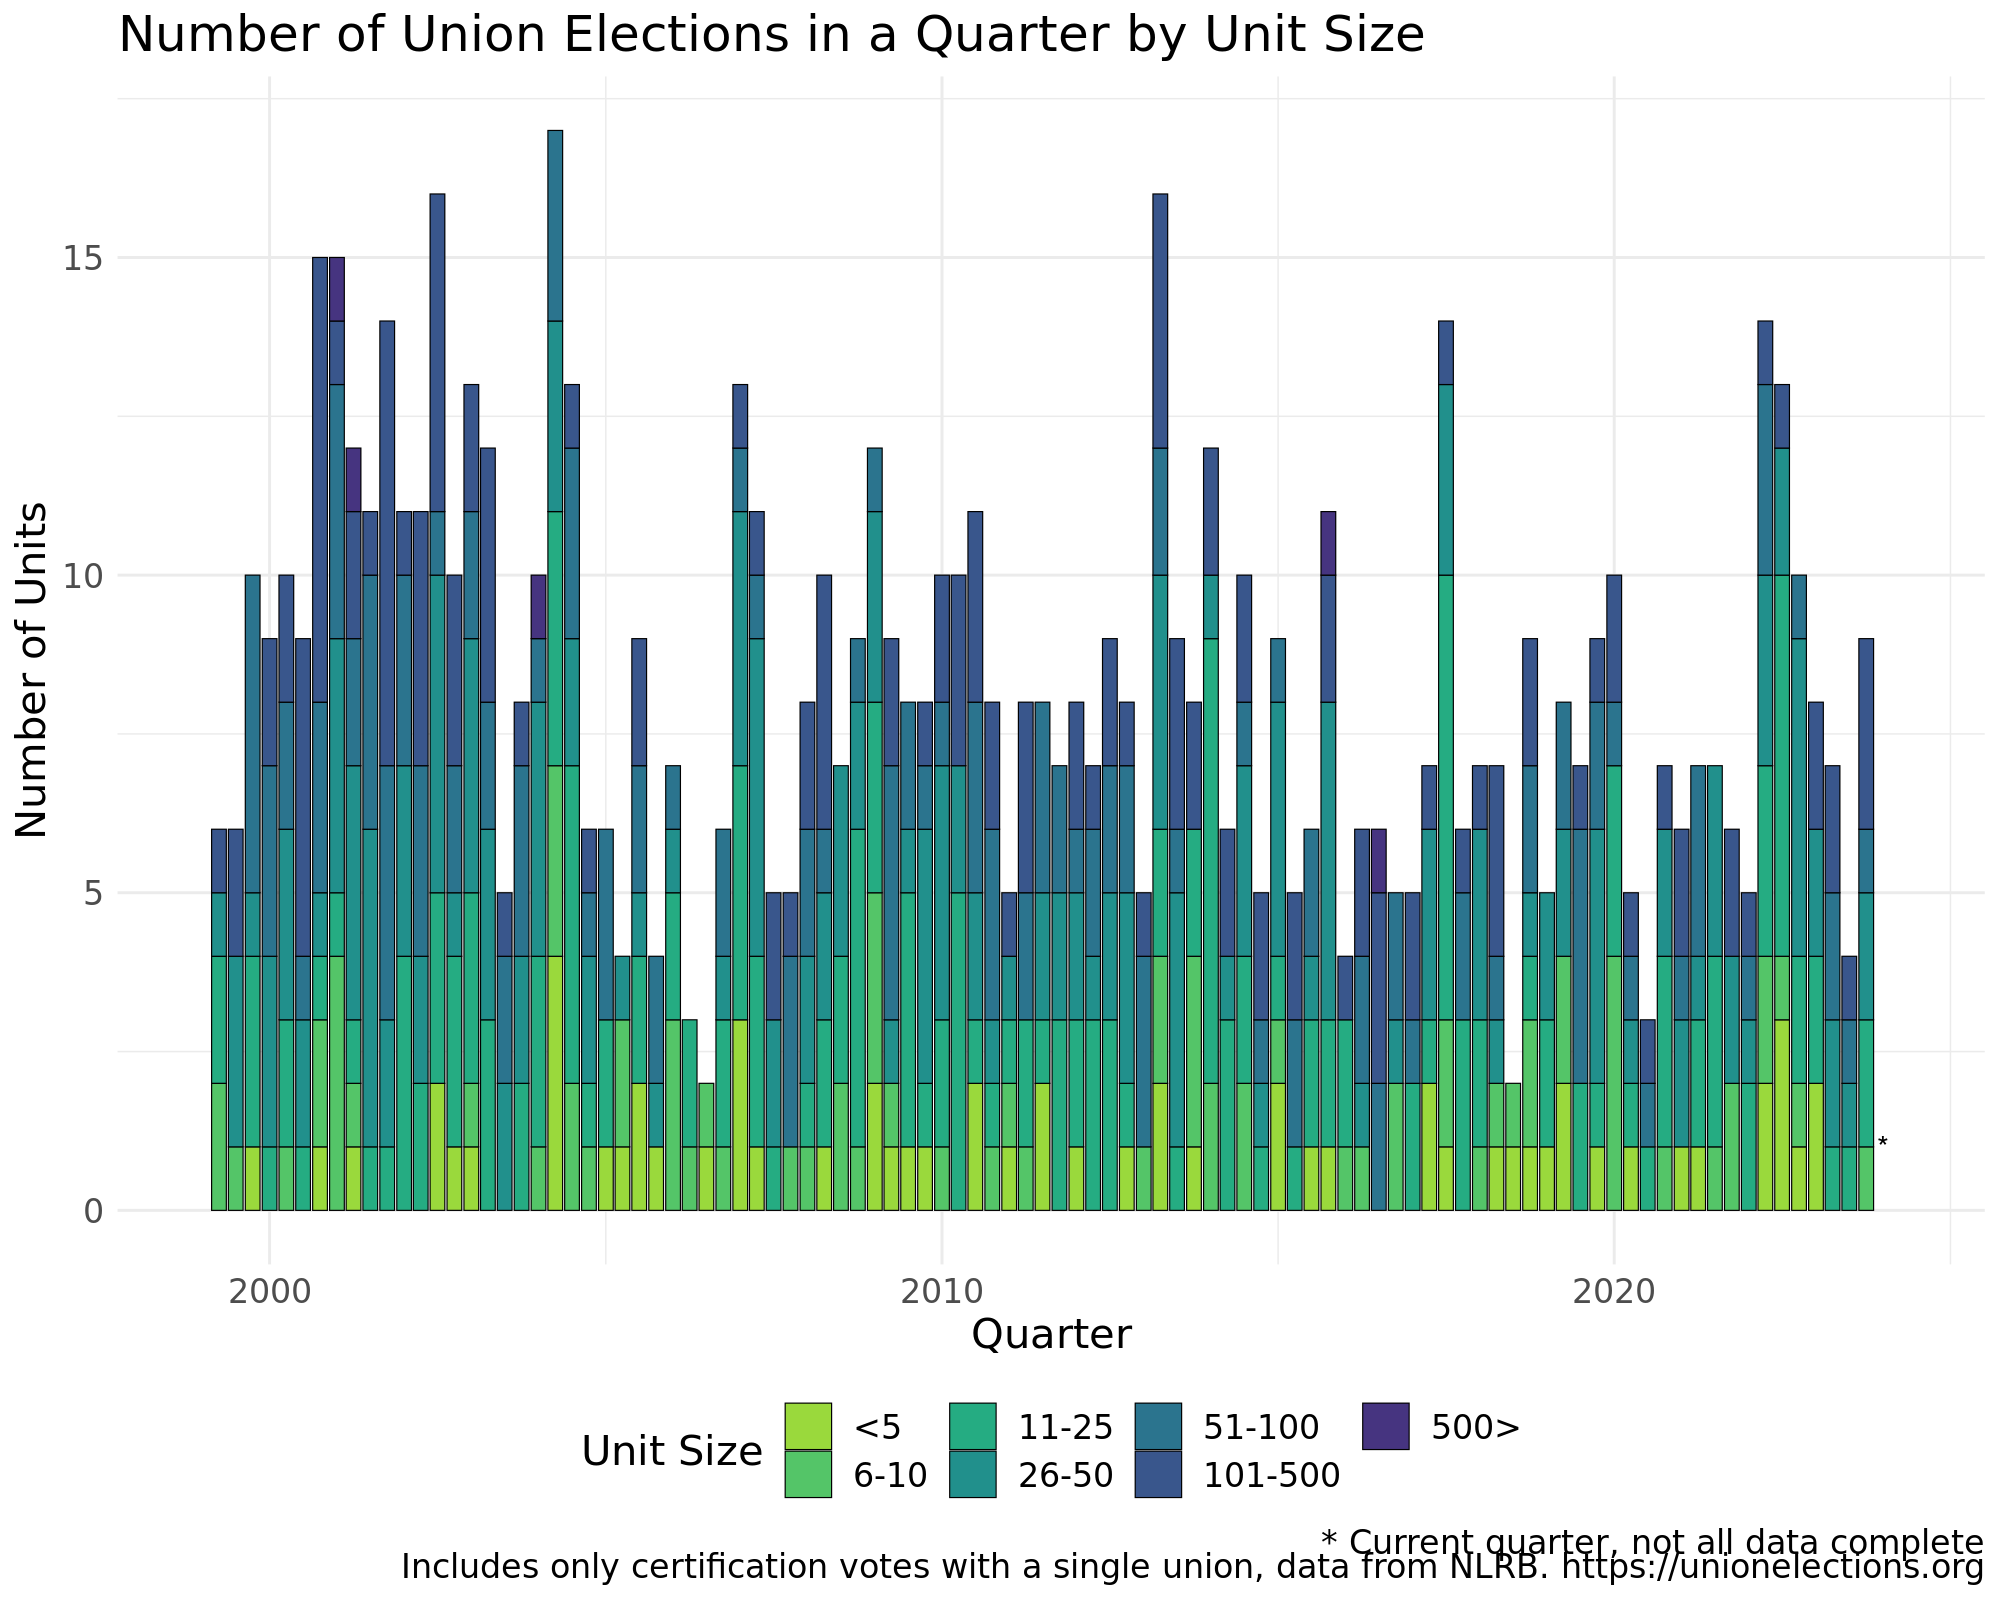 Number of Union Elections in a Quarter by Unit Size
Number of Units
15
10
5
0
*
2000 2010 2020
Quarter
Unit Size
<5 11-25 51-100 500>
6-10 26-50 101-500
* Current quarter, not all data complete
Includes only certification votes with a single union, data from NLRB. https://unionelections.org